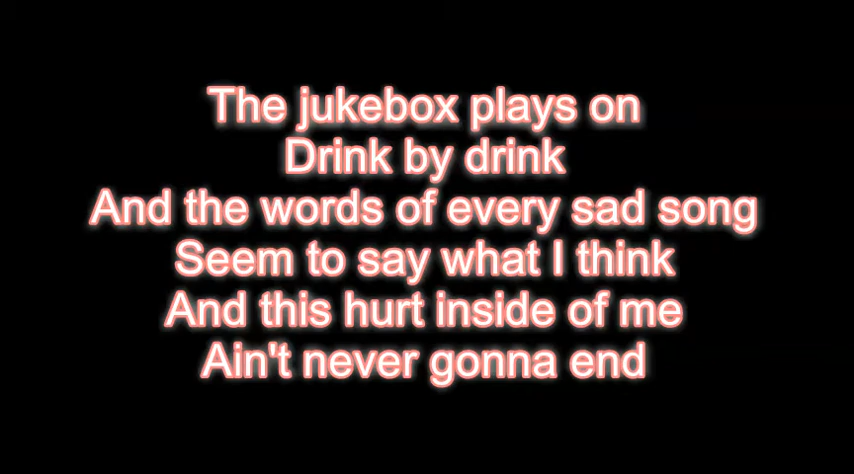 The jukebox plays on
Drink by drink
And the words of every sad song
Seem to say what I think
And this hurt inside of me
Ain't never gonna end